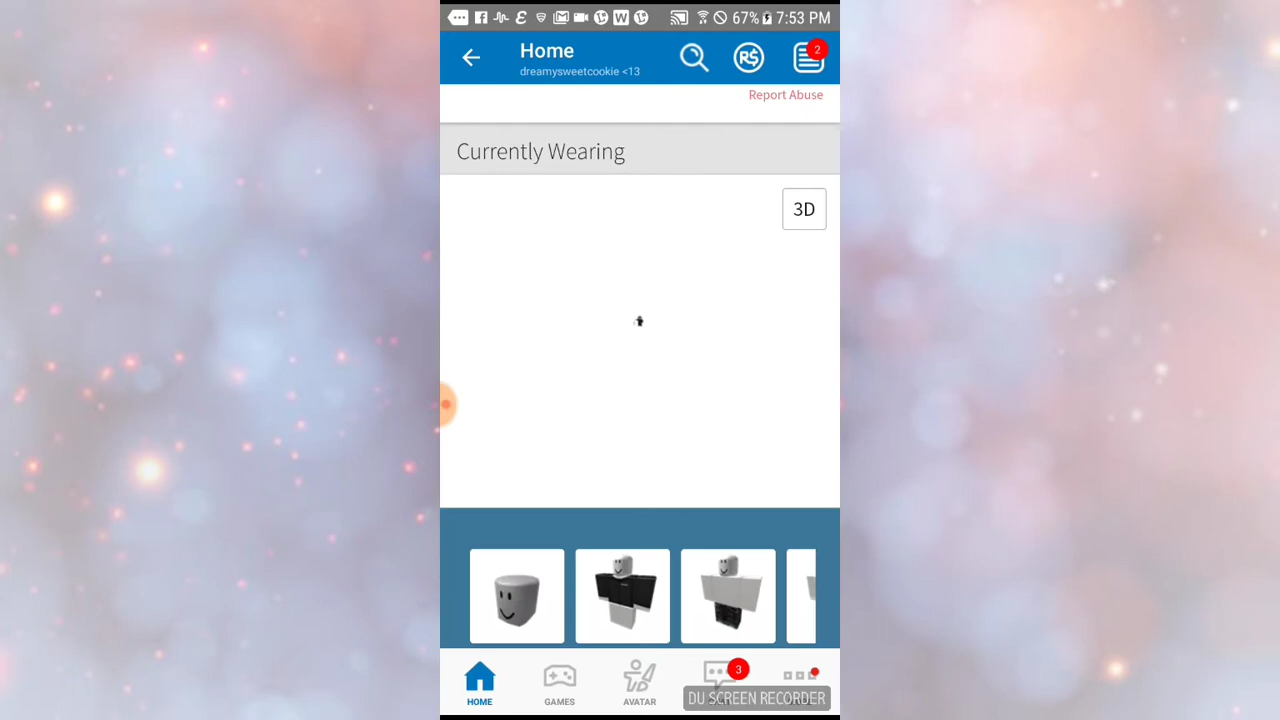 67% 7:53 PM
Home
dreamysweetcookie <13
R$
2
Report Abuse
Currently Wearing
3D
3
HOME
GAMES
AVATAR
DU SCREEN RECORDER